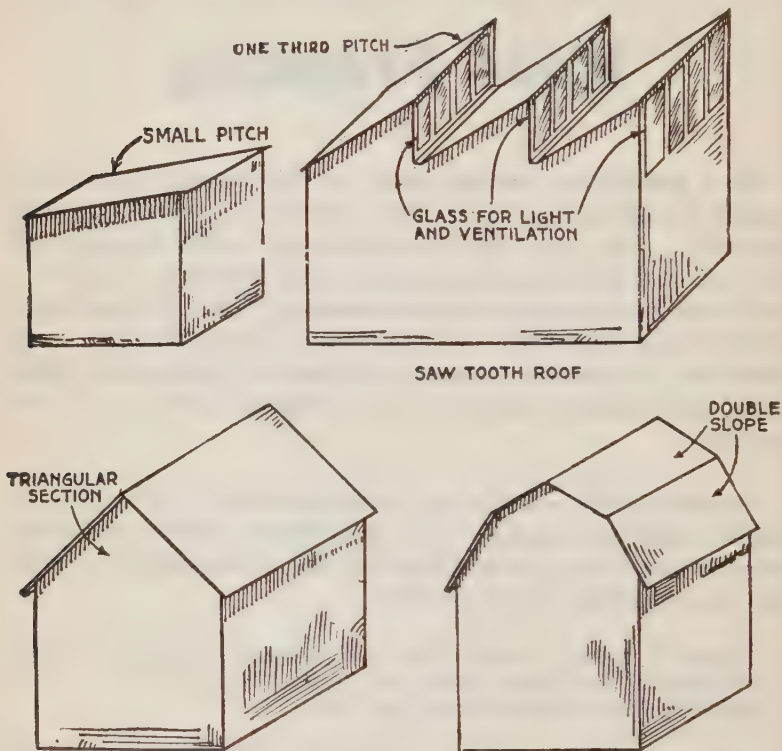 ONE THIRD PITCH
SMALL PITCH
GLASS FOR LIGHT
AND VENTILATION
SAW TOOTH ROOF
DOUBLE
SLOPE
TRIANGULAR
SECTION